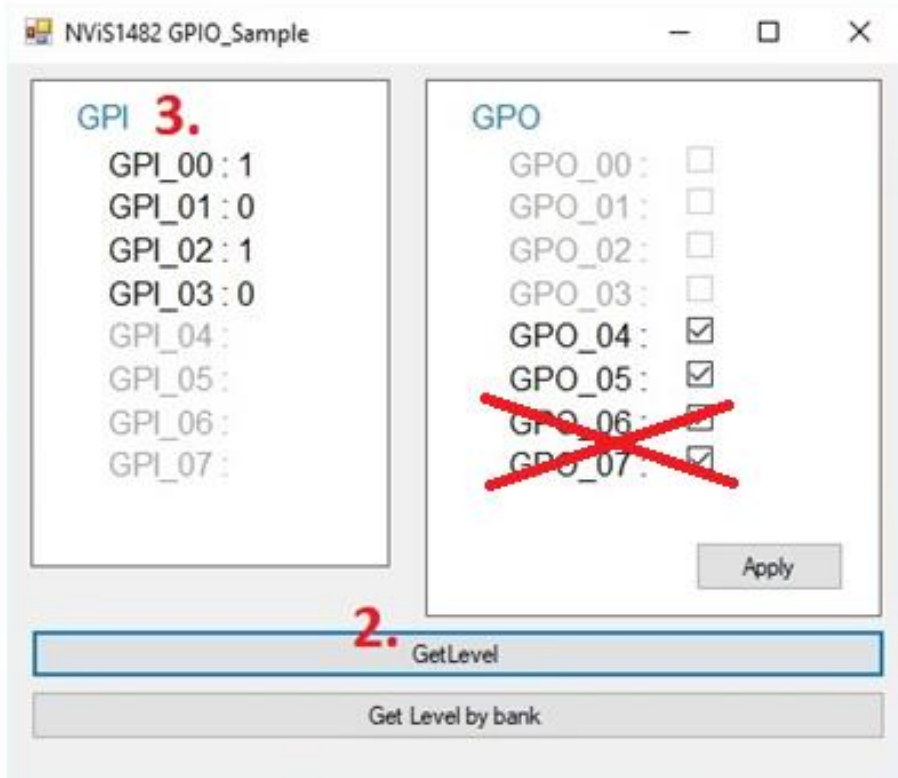 NViS1482 GPIO_Sample
GPI 3.
GPI_00 : 1
GPI_01 : 0
GPI_02 : 1
GPI_03 : 0
GPI_04 :
GPI_05 :
GPI_06 :
GPI_07 :
GPO
GPO_00 :
GPO_01 :
GPO_02 :
GPO_03 :
GPO_04 :
GPO_05 :
GPO_06 :
GPO_07 :
Apply
2.
GetLevel
Get Level by bank